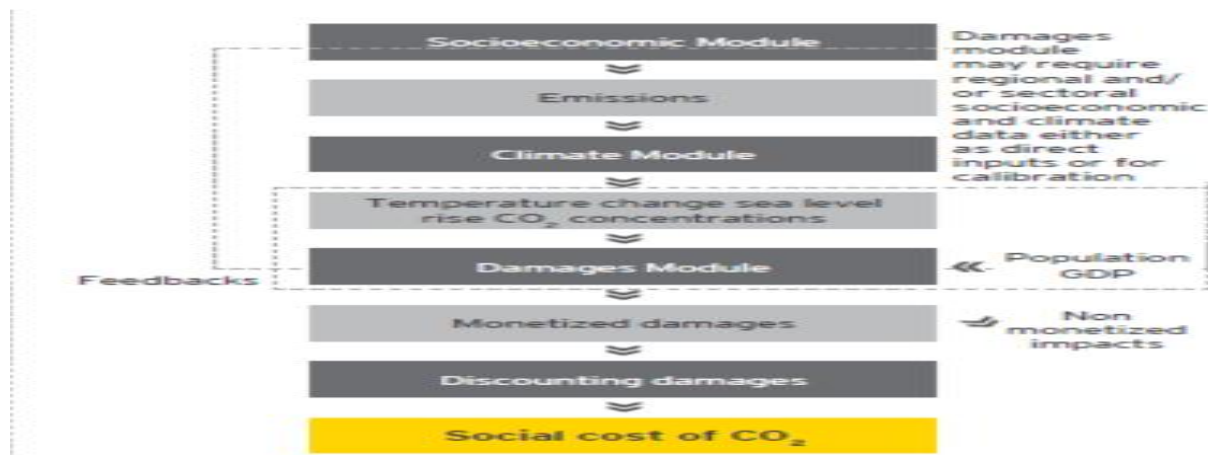 Socioeconomic Module
Damages
module
may require
regional and/
or sectoral
socioeconomic
and climate
data either
as direct
inputs or for
calibration
Emissions
Climate Module
Temperature change sea level
rise CO₂ concentrations
Feedbacks
Damages Module
Population
GDP
Monetized damages
Non
monetized
impacts
Discounting damages
Social cost of CO₂